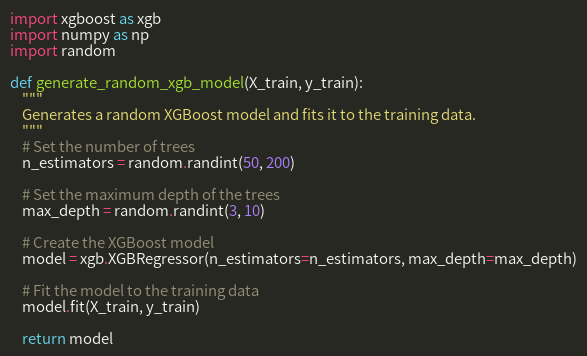 import xgboost as xgb
import numpy as np
import random
def generate_random_xgb_model(X_train, y_train):
"""
Generates a random XGBoost model and fits it to the training data.
"""
# Set the number of trees
n_estimators = random.randint(50, 200)
# Set the maximum depth of the trees
max_depth = random.randint(3, 10)
# Create the XGBoost model
model = xgb.XGBRegressor(n_estimators=n_estimators, max_depth=max_depth)
# Fit the model to the training data
model.fit(X_train, y_train)
return model